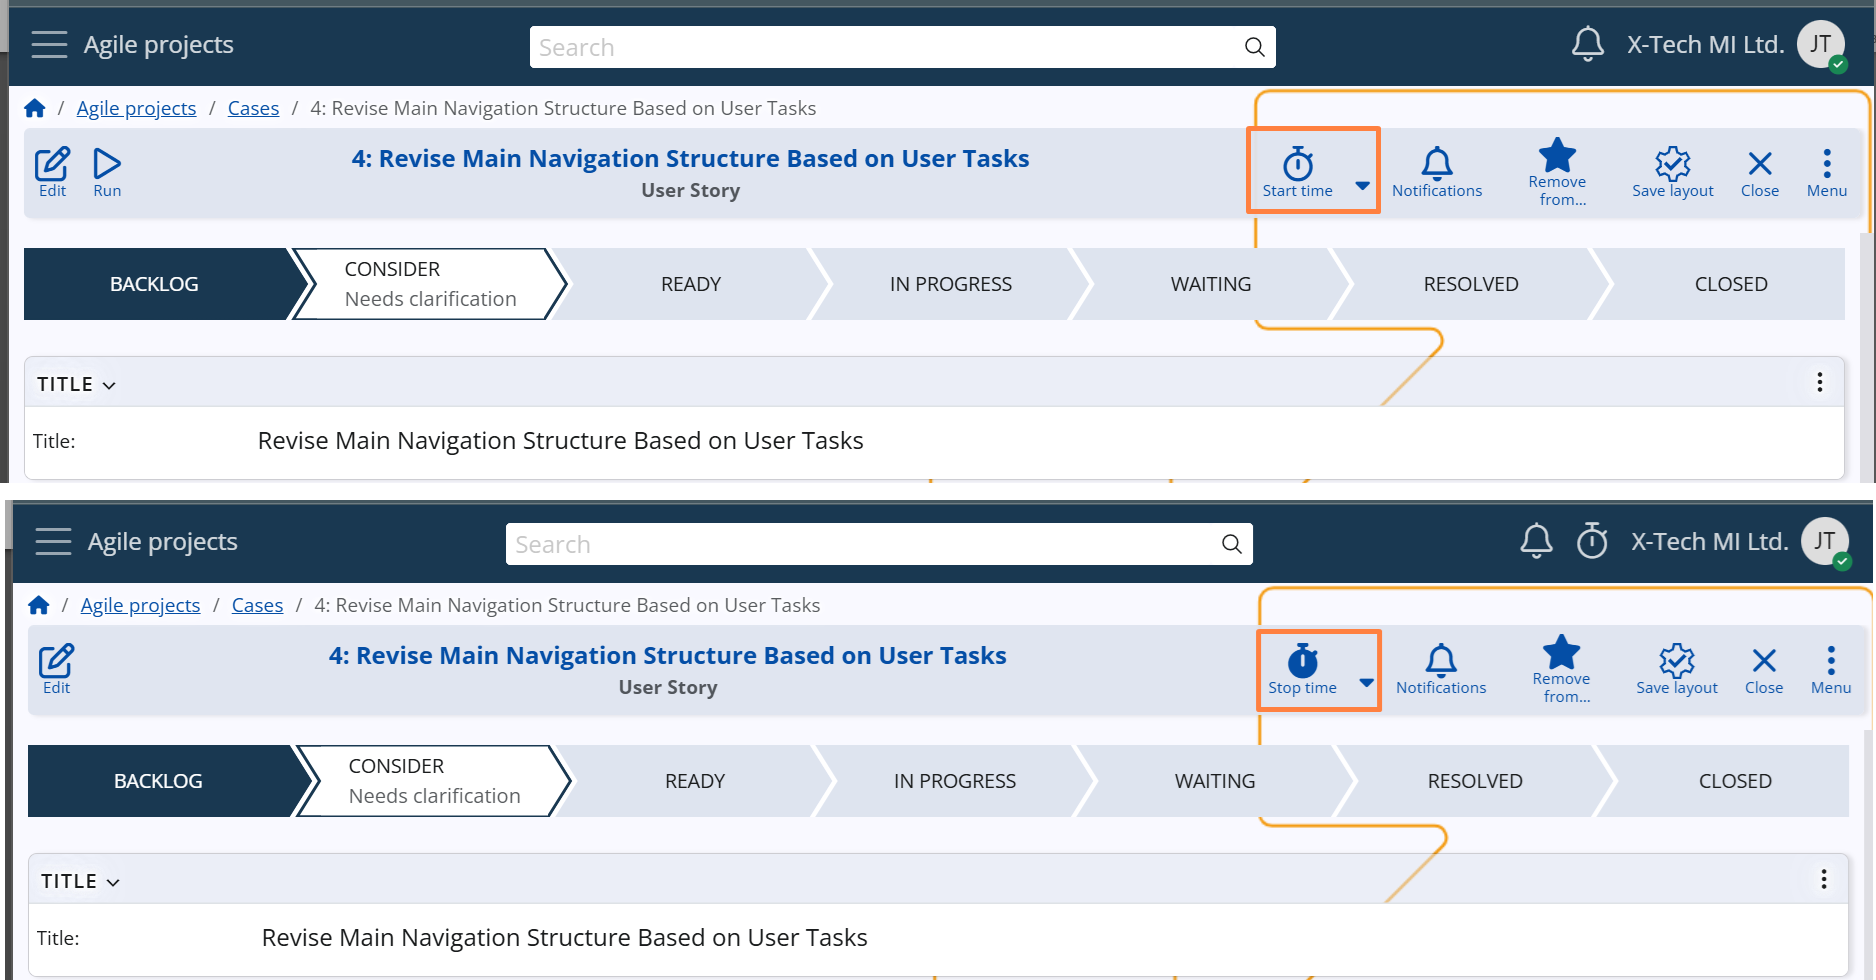 Agile projects
Search
X-Tech MI Ltd.
JT
/ Agile projects / Cases / 4: Revise Main Navigation Structure Based on User Tasks
Edit
Run
4: Revise Main Navigation Structure Based on User Tasks
User Story
Start time
Notifications
Remove
from...
Save layout
Close
Menu
BACKLOG
CONSIDER
Needs clarification
READY
IN PROGRESS
WAITING
RESOLVED
CLOSED
TITLE
Title:
Revise Main Navigation Structure Based on User Tasks
Agile projects
Search
X-Tech MI Ltd.
JT
/ Agile projects / Cases / 4: Revise Main Navigation Structure Based on User Tasks
Edit
4: Revise Main Navigation Structure Based on User Tasks
User Story
Stop time
Notifications
Remove
from...
Save layout
Close
Menu
BACKLOG
CONSIDER
Needs clarification
READY
IN PROGRESS
WAITING
RESOLVED
CLOSED
TITLE
Title:
Revise Main Navigation Structure Based on User Tasks